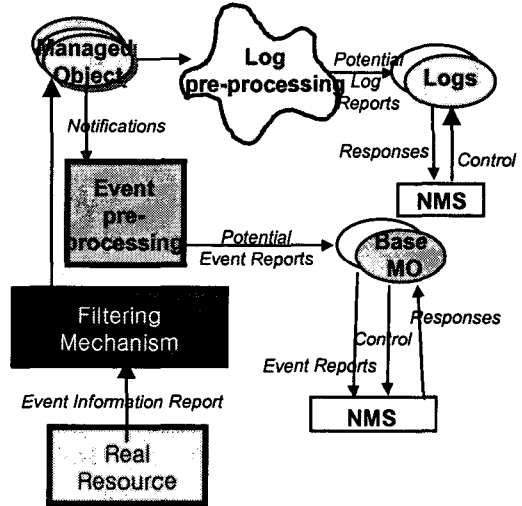 Managed
Object
Log
pre-processing
Potential
Log
Reports
Logs
Notifications
Responses
Control
NMS
Event
pre-
processing
Potential
Event Reports
Base
MO
Filtering
Mechanism
Event Reports
Control
Responses
Event Information Report
NMS
Real
Resource